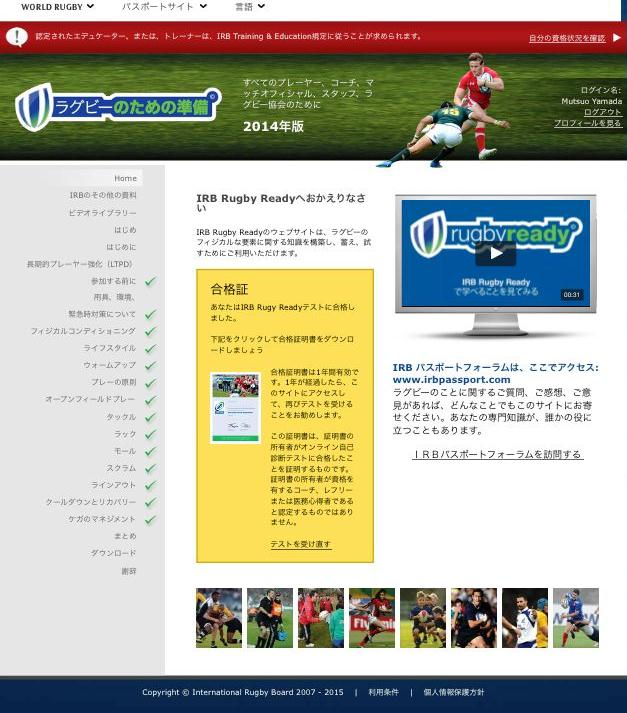 WORLD RUGBY
パスポートサイト
言語
認定されたエデュケーター、または、トレーナーは、IRB Training & Education規定に従うことが求められます。
自分の資格状況を確認
ラグビーのための準備
すべてのプレーヤー、コーチ、マ
ッチオフィシャル、スタッフ、ラ
グビー協会のために
2014年版
ログイン名:
Mutsuo Yamada
ログアウト
プロフィールを見る
Home
IRBのその他の資料
ビデオライブラリー
はじめ
はじめに
長期的プレーヤー強化（LTPD）
参加する前に
用具、環境、
緊急時対策について
フィジカルコンディショニング
ライフスタイル
ウォームアップ
プレーの原則
オープンフィールドプレー
タックル
ラック
モール
スクラム
ラインアウト
クールダウンとリカバリー
ケガのマネジメント
まとめ
ダウンロード
謝辞
IRB Rugby Readyへおかえりなさ
い
IRB Rugby Readyのウェブサイトは、ラグビーの
フィジカルな要素に関する知識を構築し、蓄え、試
すためにご利用いただけます。
合格証
あなたはIRB Rugy Readyテストに合格し
ました。
下記をクリックして合格証明書をダウンロ
ードしましょう
合格証明書は1年間有効で
す。1年が経過したら、こ
のサイトにアクセスし
て、再びテストを受ける
ことをお勧めします。
この証明書は、証明書の
所有者がオンライン自己
診断テストに合格したこ
とを証明するものです。
証明書の所有者が資格を
有するコーチ、レフリー
または医務心得者である
と認定するものではあり
ません。
テストを受け直す
rugbyready
IRB Rugby Ready
で学べることを見てみる
00:31
IRB パスポートフォーラムは、ここでアクセス:
www.irbpassport.com
ラグビーのことに関するご質問、ご感想、ご意
見があれば、どんなことでもこのサイトにお寄
せください。あなたの専門知識が、誰かの役に
立つこともあります。
ＩＲＢパスポートフォーラムを訪問する
Copyright © International Rugby Board 2007 - 2015 | 利用条件 | 個人情報保護方針